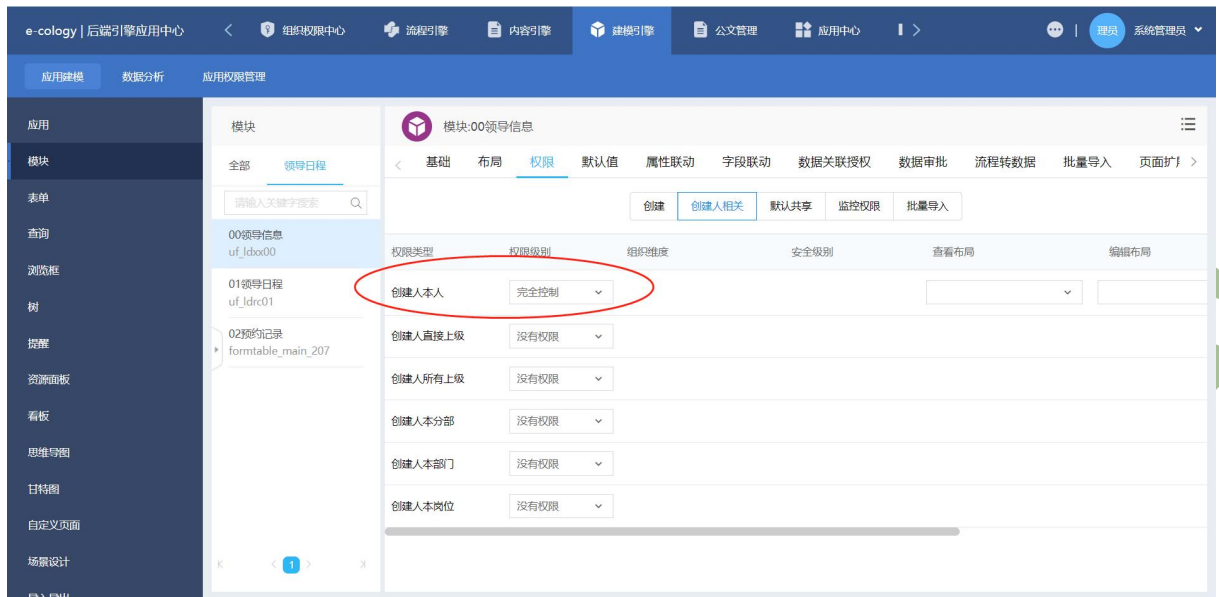 e-cology | 后端引擎应用中心 组织权限中心 流程引擎 内容引擎 建模引擎 公文管理 应用中心 理员 系统管理员
应用建模 数据分析 应用权限管理
应用
模块
表单
查询
浏览框
树
提醒
资源面板
看板
思维导图
甘特图
自定义页面
场景设计
导入导出
模块
全部 领导日程
请输入关键字搜索
00领导信息
uf_ldxx00
01领导日程
uf_ldrc01
02预约记录
formtable_main_207
1
模块:00领导信息
基础 布局 权限 默认值 属性联动 字段联动 数据关联授权 数据审批 流程转数据 批量导入 页面扩
创建 创建人相关 默认共享 监控权限 批量导入
权限类型 权限级别 组织维度 安全级别 查看布局 编辑布局
创建人本人 完全控制
创建人直接上级 没有权限
创建人所有上级 没有权限
创建人本分部 没有权限
创建人本部门 没有权限
创建人本岗位 没有权限